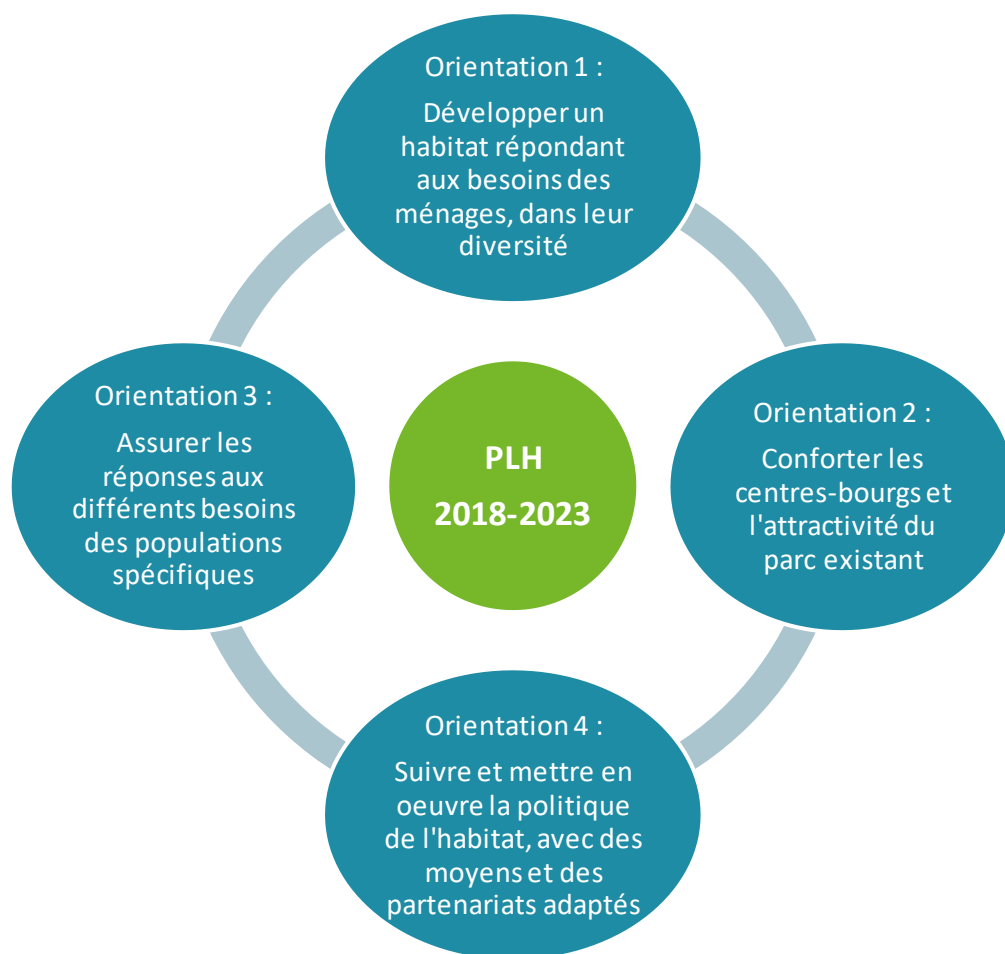 Orientation 1 :
Développer un
habitat répondant
aux besoins des
ménages, dans leur
diversité
Orientation 2 :
Conforter les
centres-bourgs et
l'attractivité du
parc existant
Orientation 3 :
Assurer les
réponses aux
différents besoins
des populations
spécifiques
PLH
2018-2023
Orientation 4 :
Suivre et mettre en
oeuvre la politique
de l'habitat, avec des
moyens et des
partenariats adaptés